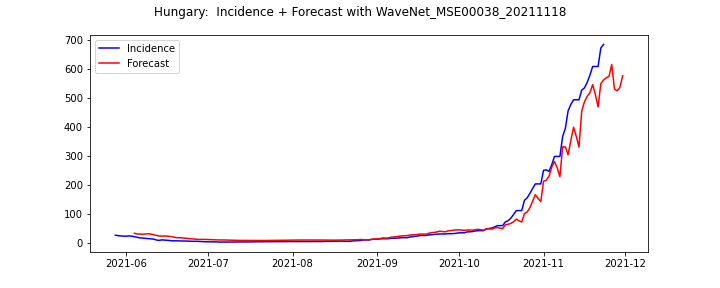 Hungary:  Incidence + Forecast with WaveNet_MSE00038_20211118
700
600
500
400
300
200
100
0
Incidence
Forecast
2021-06 2021-07 2021-08 2021-09 2021-10 2021-11 2021-12